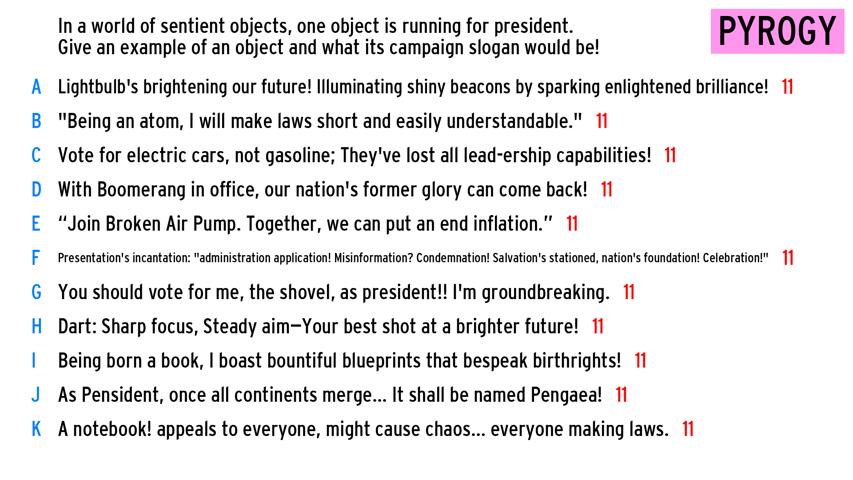 In a world of sentient objects, one object is running for president.
Give an example of an object and what its campaign slogan would be!
PYROGY
A Lightbulb's brightening our future! Illuminating shiny beacons by sparking enlightened brilliance! 11
B "Being an atom, I will make laws short and easily understandable." 11
C Vote for electric cars, not gasoline; They've lost all lead-ership capabilities! 11
D With Boomerang in office, our nation's former glory can come back! 11
E “Join Broken Air Pump. Together, we can put an end inflation.” 11
F Presentation's incantation: "administration application! Misinformation? Condemnation! Salvation's stationed, nation's foundation! Celebration!" 11
G You should vote for me, the shovel, as president!! I'm groundbreaking. 11
H Dart: Sharp focus, Steady aim—Your best shot at a brighter future! 11
I Being born a book, I boast bountiful blueprints that bespeak birthrights! 11
J As Pensident, once all continents merge... It shall be named Pengaea! 11
K A notebook! appeals to everyone, might cause chaos... everyone making laws. 11